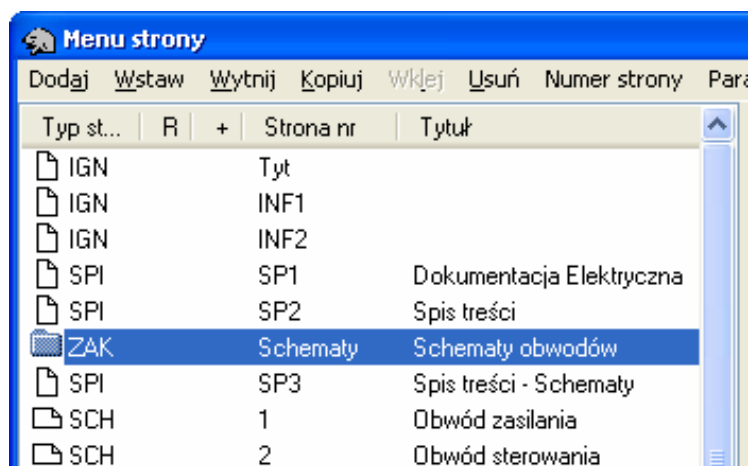 Menu strony
Dodaj Wstaw Wytnij Kopiuj Wklej Usuń Numer strony
Typ st... R + Strona nr Tytuł
IGN Tyt
IGN INF1
IGN INF2
SPI SP1 Dokumentacja Elektryczna
SPI SP2 Spis treści
ZAK Schematy Schematy obwodów
SPI SP3 Spis treści - Schematy
SCH 1 Obwód zasilania
SCH 2 Obwód sterowania